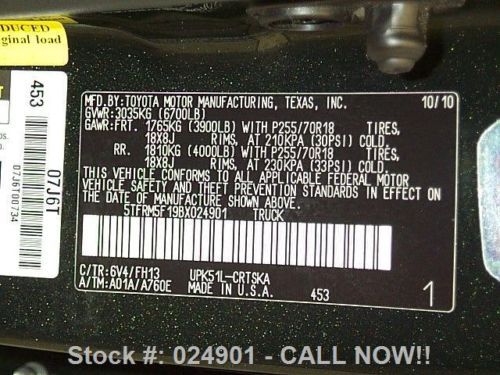 DUCED
ginal load
453
07J6T00734
07J6T
MFD.BY:TOYOTA MOTOR MANUFACTURING, TEXAS, INC. 10/10
GVWR: 3035KG (6700LB)
GAWR: FRT. 1765KG (3900LB) WITH P255/70R18 TIRES,
18X8J RIMS, AT 210KPA (30PSI) COLD.
RR. 1810KG (4000LB) WITH P255/70R18 TIRES,
18X8J RIMS, AT 230KPA (33PSI) COLD.
THIS VEHICLE CONFORMS TO ALL APPLICABLE FEDERAL MOTOR
VEHICLE SAFETY AND THEFT PREVENTION STANDARDS IN EFFECT ON
THE DATE OF MANUFACTURE SHOWN ABOVE.
5TFRM5F19BX024901 TRUCK
C/TR: 6V4/FH13 UPK51L-CRTSKA
A/TM: A01A/A760E MADE IN U.S.A. 453
1
Stock #: 024901 - CALL NOW!!